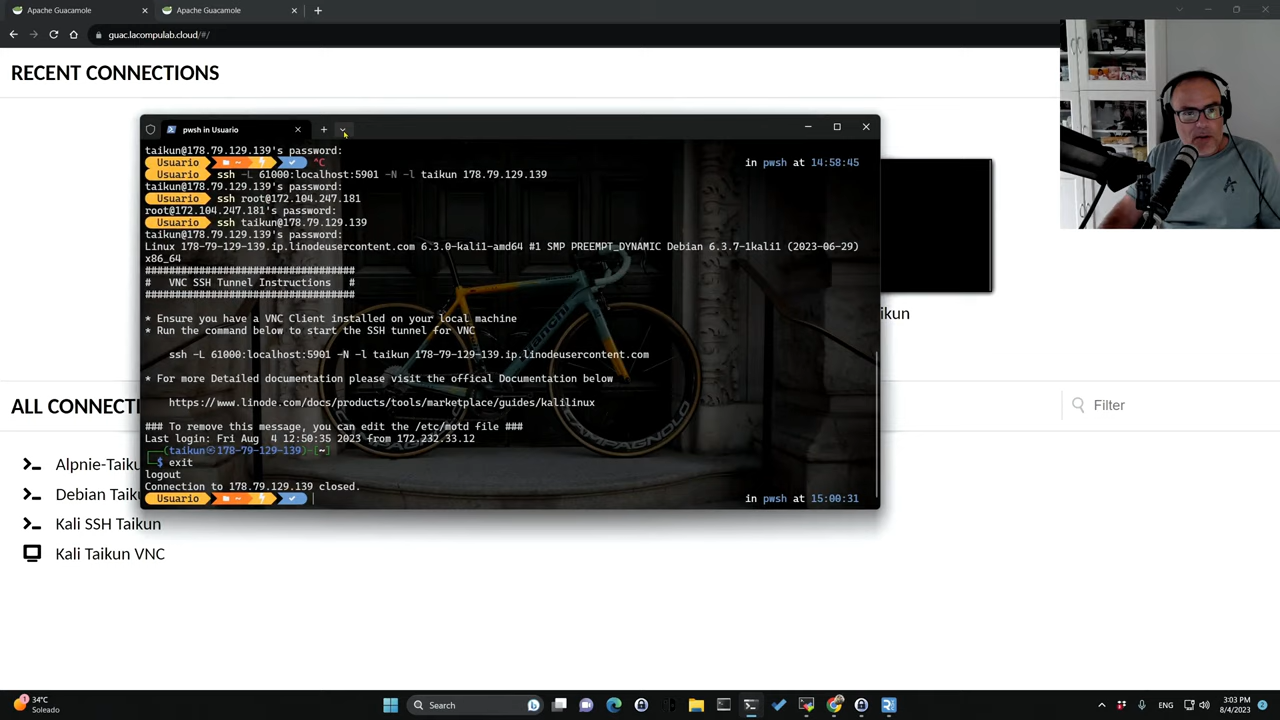 Apache Guacamole
Apache Guacamole
guac.lacompulab.cloud/#/
RECENT CONNECTIONS
pwsh in Usuario
taikun@178.79.129.139's password:
Usuario ~ ^C in pwsh at 14:58:45
ssh -L 61000:localhost:5901 -N -l taikun 178.79.129.139
taikun@178.79.129.139's password:
Usuario ssh root@172.104.247.181
root@172.104.247.181's password:
Usuario ssh taikun@178.79.129.139
taikun@178.79.129.139's password:
Linux 178-79-129-139.ip.linodeusercontent.com 6.3.0-kali1-amd64 #1 SMP PREEMPT_DYNAMIC Debian 6.3.7-1kali1 (2023-06-29)
x86_64
###################################
#   VNC SSH Tunnel Instructions   #
###################################
* Ensure you have a VNC Client installed on your local machine
* Run the command below to start the SSH tunnel for VNC
ssh -L 61000:localhost:5901 -N -l taikun 178-79-129-139.ip.linodeusercontent.com
* For more Detailed documentation please visit the offical Documentation below
https://www.linode.com/docs/products/tools/marketplace/guides/kalilinux
### To remove this message, you can edit the /etc/motd file ###
Last login: Fri Aug  4 12:50:35 2023 from 172.232.33.12
(taikun㉿178-79-129-139)-[~]
$ exit
logout
Connection to 178.79.129.139 closed.
Usuario ~ in pwsh at 15:00:31
ikun
ALL CONNECTI
Filter
Alpnie-Taiku
Debian Taiku
Kali SSH Taikun
Kali Taikun VNC
34°C
Soleado
Search
ENG
3:03 PM
8/4/2023